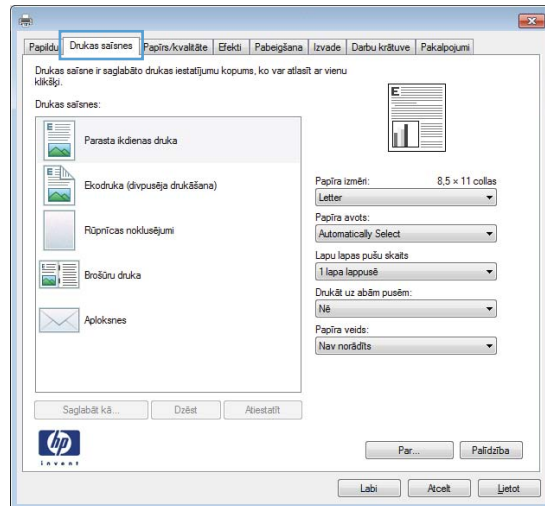 Papildu
Drukas saīsnes
Papīrs/kvalitāte
Efekti
Pabeigšana
Izvade
Darbu krātuve
Pakalpojumi
Drukas saīsne ir saglabāto drukas iestatījumu kopums, ko var atlasīt ar vienu
klikšķi.
Drukas saīsnes:
Parasta ikdienas druka
Ekodruka (divpusēja drukāšana)
Rūpnīcas noklusējumi
Brošūru druka
Aploksnes
Saglabāt kā...
Dzēst
Atiestatīt
E
Papīra izmēri: 8,5 × 11 collas
Letter
Papīra avots:
Automatically Select
Lapu lapas pušu skaits
1 lapa lappusē
Drukāt uz abām pusēm:
Nē
Papīra veids:
Nav norādīts
hp
invent
Par...
Palīdzība
Labi
Atcelt
Lietot